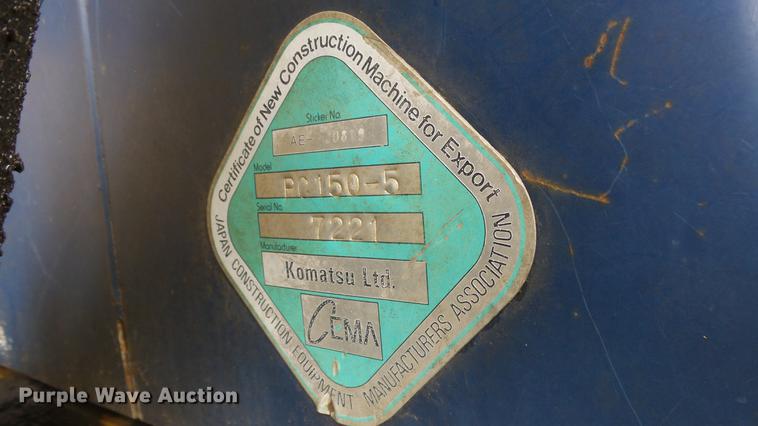 Certificate of New Construction Machine for Export
Sticker No.
AE-
Model
PC150-5
Serial No.
7221
Manufacturer
Komatsu Ltd.
CEMA
JAPAN CONSTRUCTION EQUIPMENT MANUFACTURERS ASSOCIATION
Purple Wave Auction